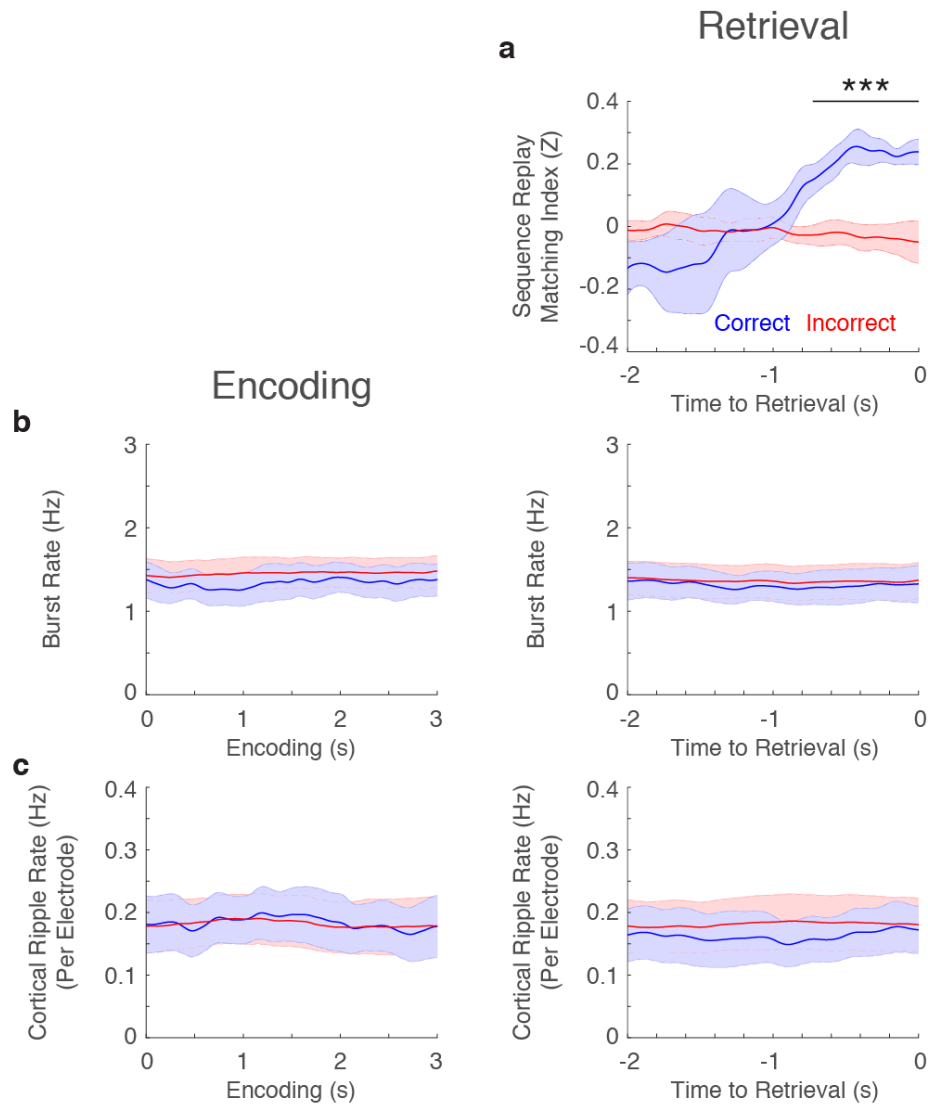 Retrieval
a
***
Sequence Replay
Matching Index (Z)
0.4
0.2
0
-0.2
-0.4
Correct Incorrect
-2 -1 0
Time to Retrieval (s)
Encoding
b
Burst Rate (Hz)
3
2
1
0
0 1 2 3
Encoding (s)
Burst Rate (Hz)
3
2
1
0
-2 -1 0
Time to Retrieval (s)
c
Cortical Ripple Rate (Hz)
(Per Electrode)
0.4
0.3
0.2
0.1
0
0 1 2 3
Encoding (s)
Cortical Ripple Rate (Hz)
(Per Electrode)
0.4
0.3
0.2
0.1
0
-2 -1 0
Time to Retrieval (s)